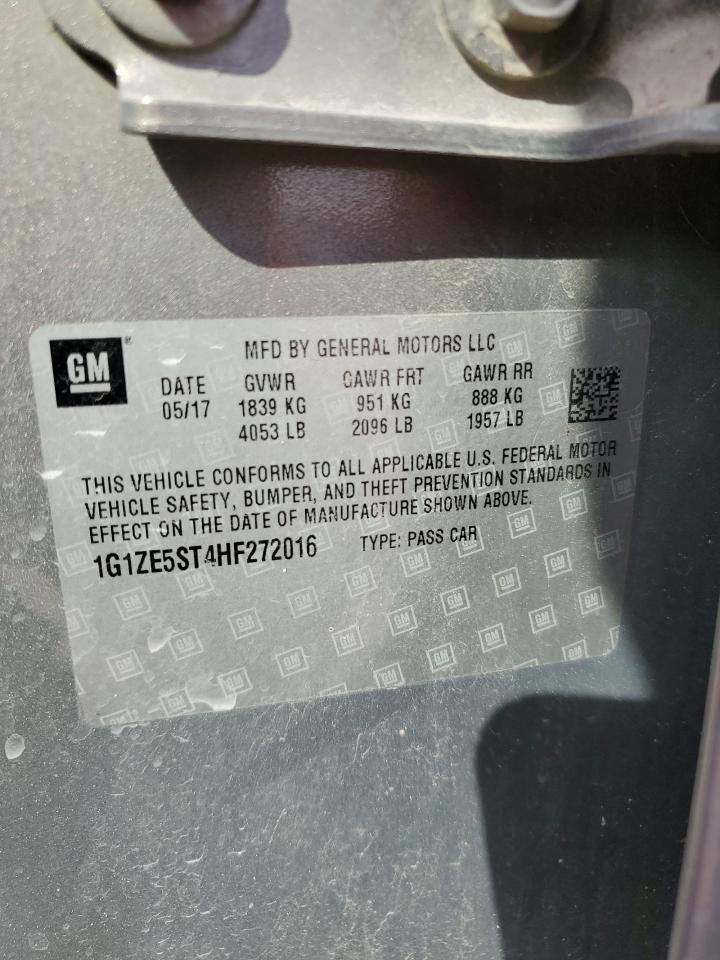 GM
MFD BY GENERAL MOTORS LLC
DATE GVWR GAWR FRT GAWR RR
05/17 1839 KG 951 KG 888 KG
4053 LB 2096 LB 1957 LB
THIS VEHICLE CONFORMS TO ALL APPLICABLE U.S. FEDERAL MOTOR
VEHICLE SAFETY, BUMPER, AND THEFT PREVENTION STANDARDS IN
EFFECT ON THE DATE OF MANUFACTURE SHOWN ABOVE.
1G1ZE5ST4HF272016 TYPE: PASS CAR